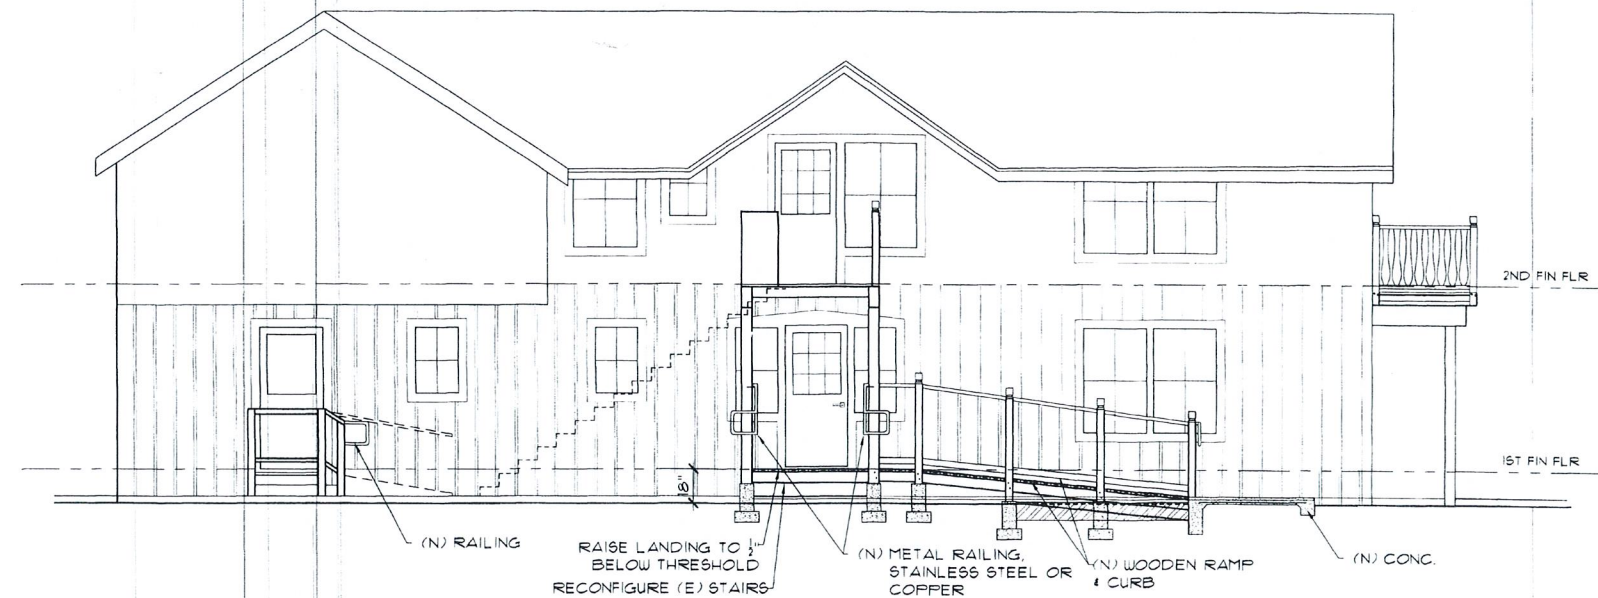 2ND FIN FLR
1ST FIN FLR
18"
(N) RAILING
RAISE LANDING TO 1/2"
BELOW THRESHOLD
RECONFIGURE (E) STAIRS
(N) METAL RAILING,
STAINLESS STEEL OR
COPPER
(N) WOODEN RAMP
& CURB
(N) CONC.